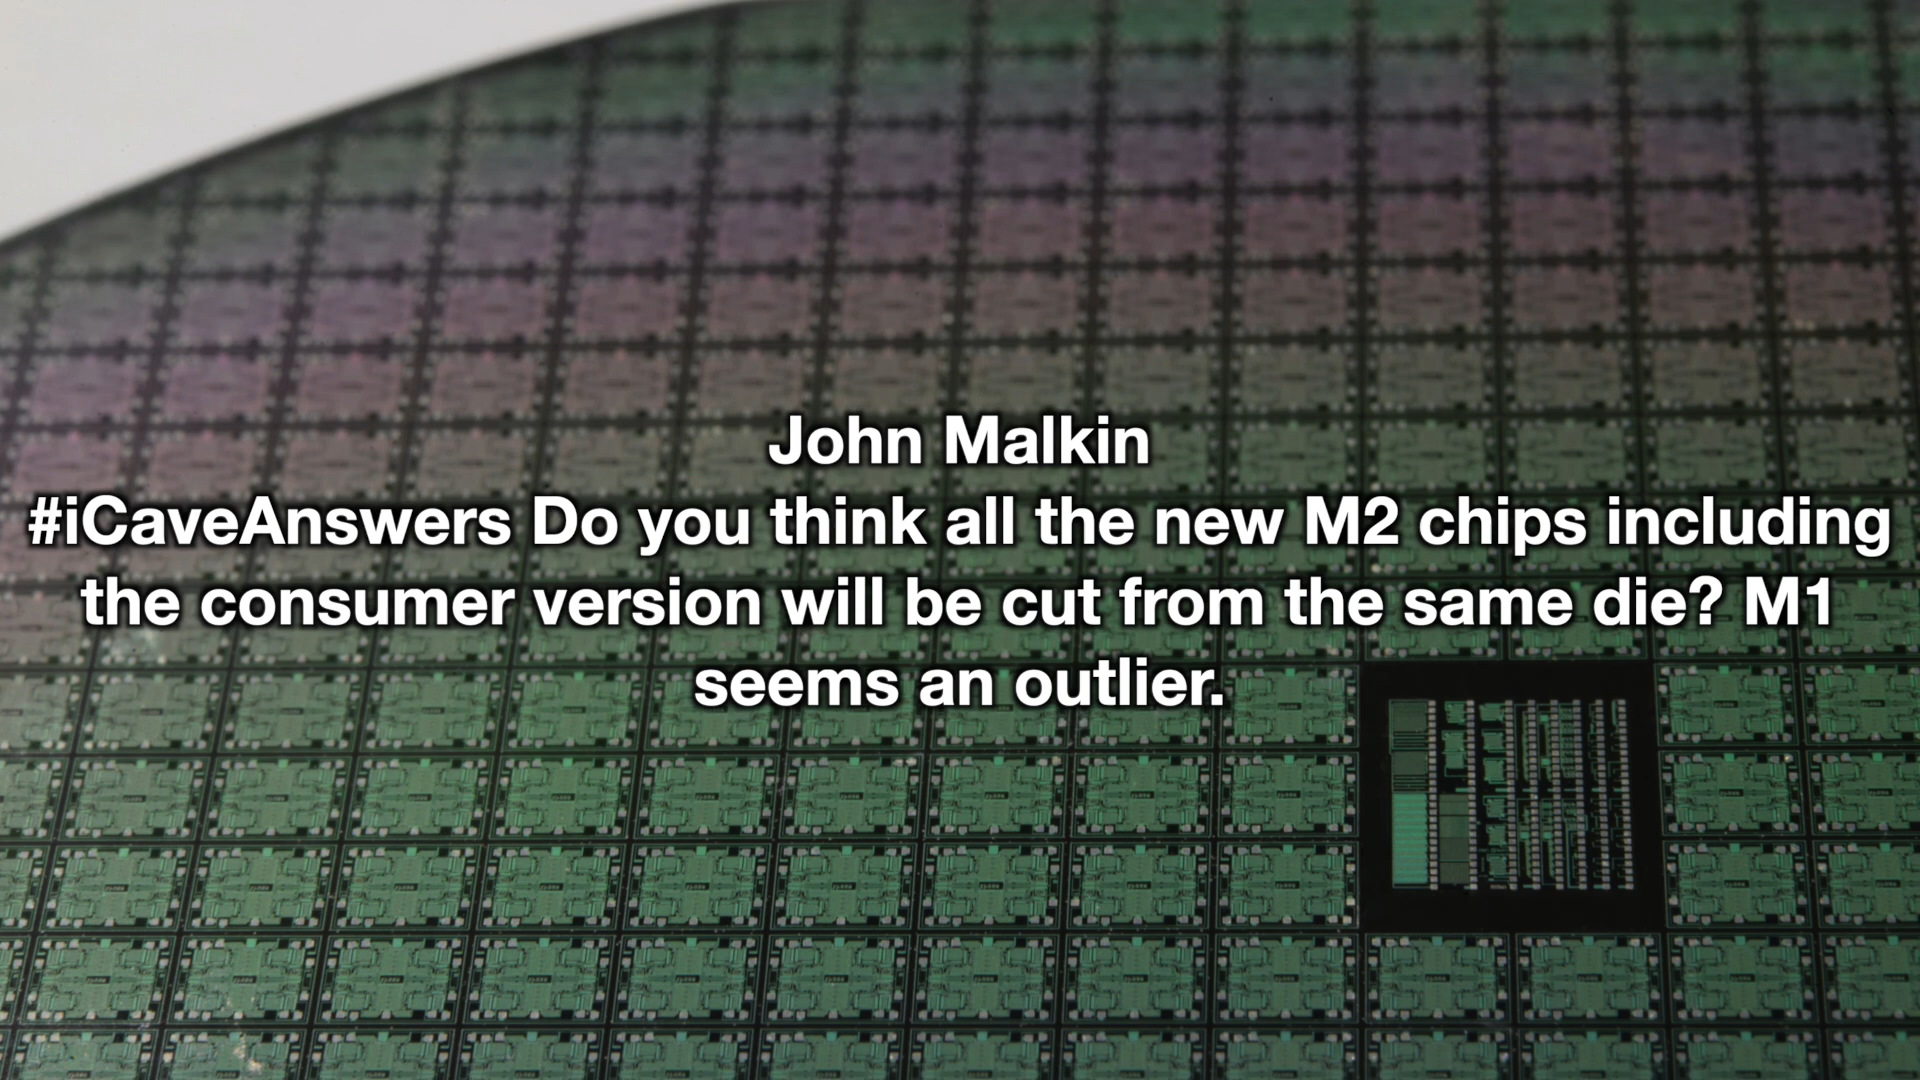 John Malkin
#iCaveAnswers Do you think all the new M2 chips including
the consumer version will be cut from the same die? M1
seems an outlier.